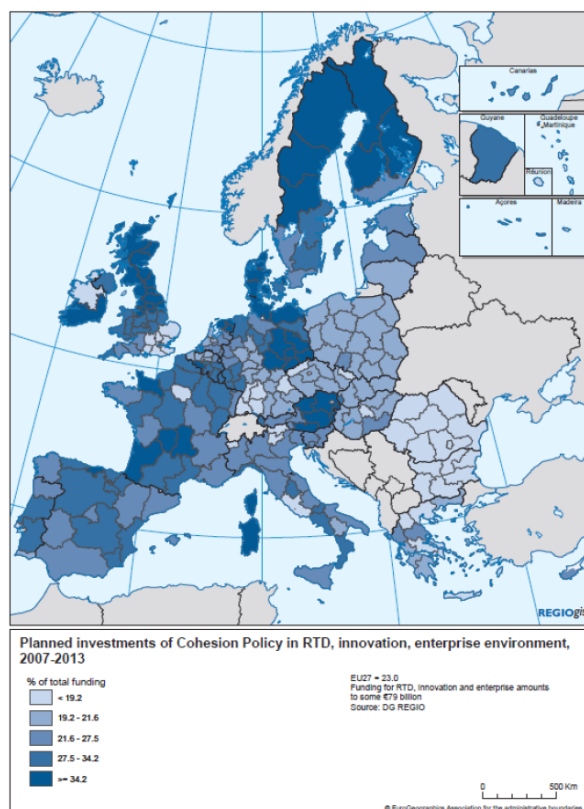 Canarias
Guyane
Guadeloupe
Martinique
Réunion
Açores
Madeira
REGIOgis
Planned investments of Cohesion Policy in RTD, innovation, enterprise environment,
2007-2013
% of total funding
< 19.2
19.2 - 21.6
21.6 - 27.5
27.5 - 34.2
>= 34.2
EU27 = 23.0
Funding for RTD, innovation and enterprise amounts
to some €79 billion
Source: DG REGIO
0 500 Km
© EuroGeographics Association for the administrative boundaries